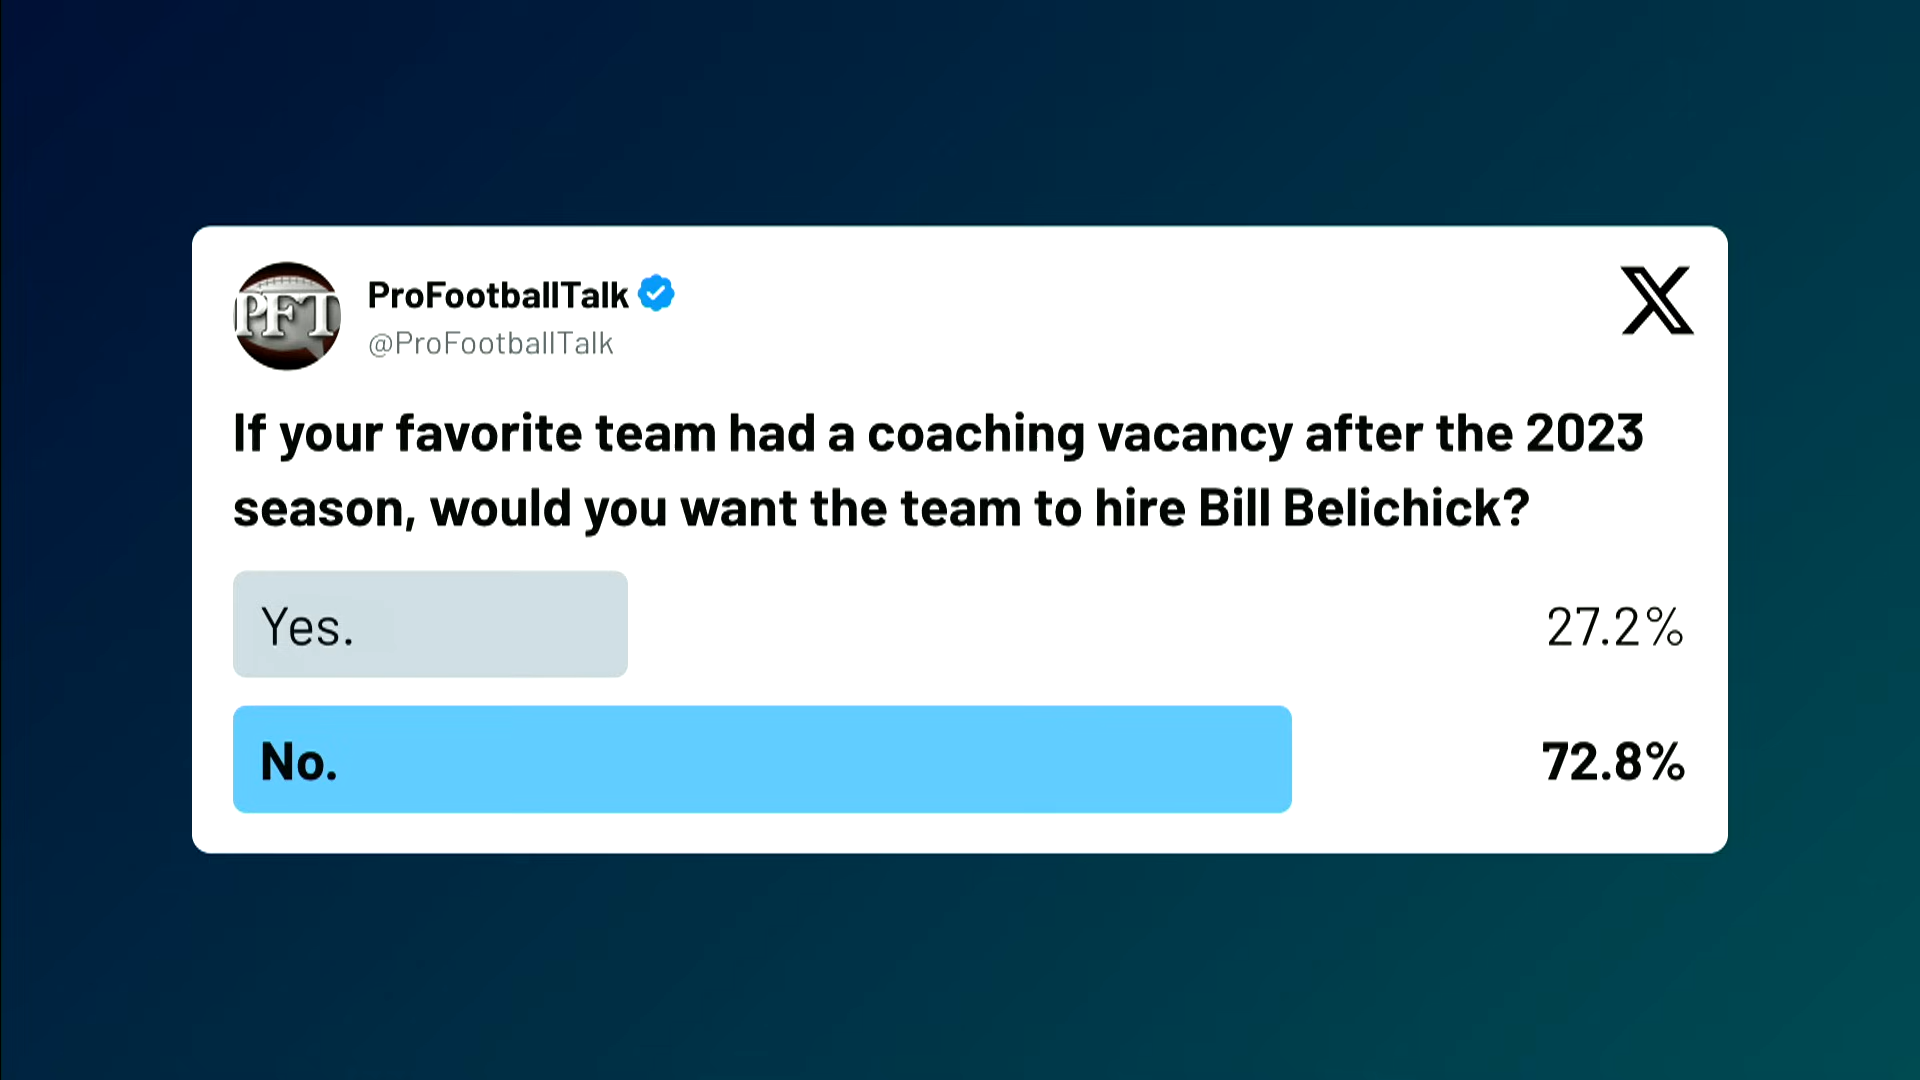 PFT
ProFootballTalk
@ProFootballTalk
If your favorite team had a coaching vacancy after the 2023
season, would you want the team to hire Bill Belichick?
Yes. 27.2%
No. 72.8%